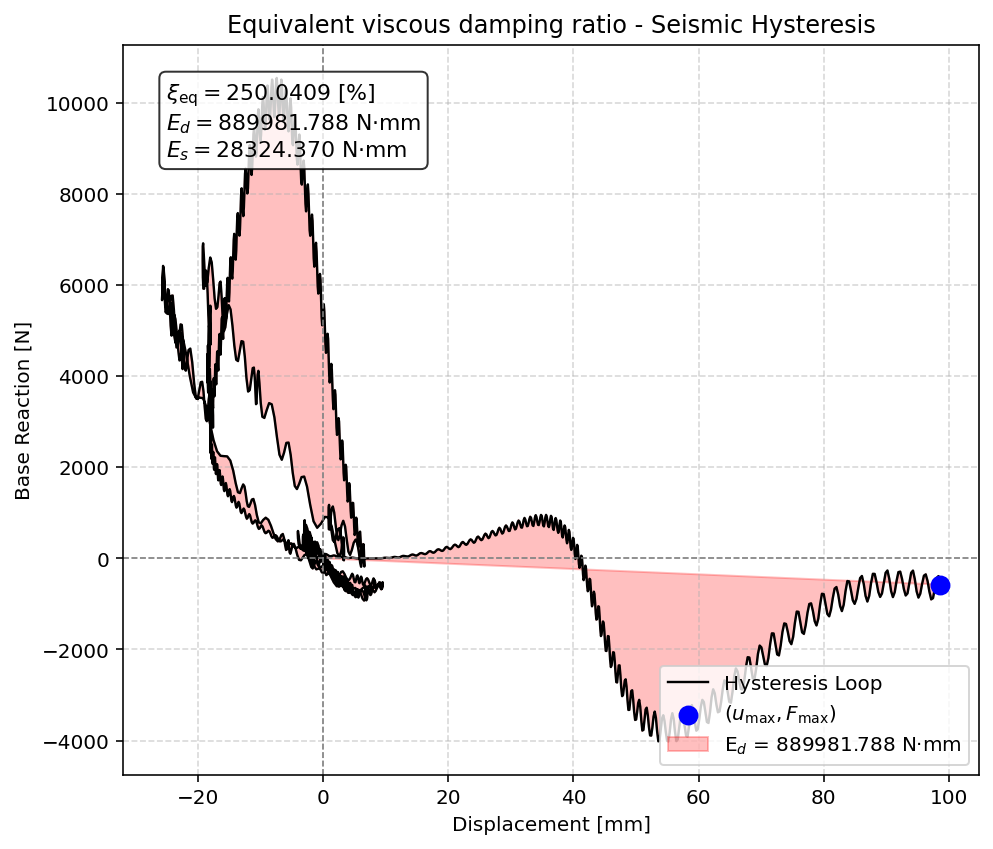 Equivalent viscous damping ratio - Seismic Hysteresis
ξeq = 250.0409 [%]
Ed = 889981.788 N·mm
Es = 28324.370 N·mm
Base Reaction [N]
10000
8000
6000
4000
2000
0
−2000
−4000
Hysteresis Loop
(umax, Fmax)
Ed = 889981.788 N·mm
−20
0
20
40
60
80
100
Displacement [mm]